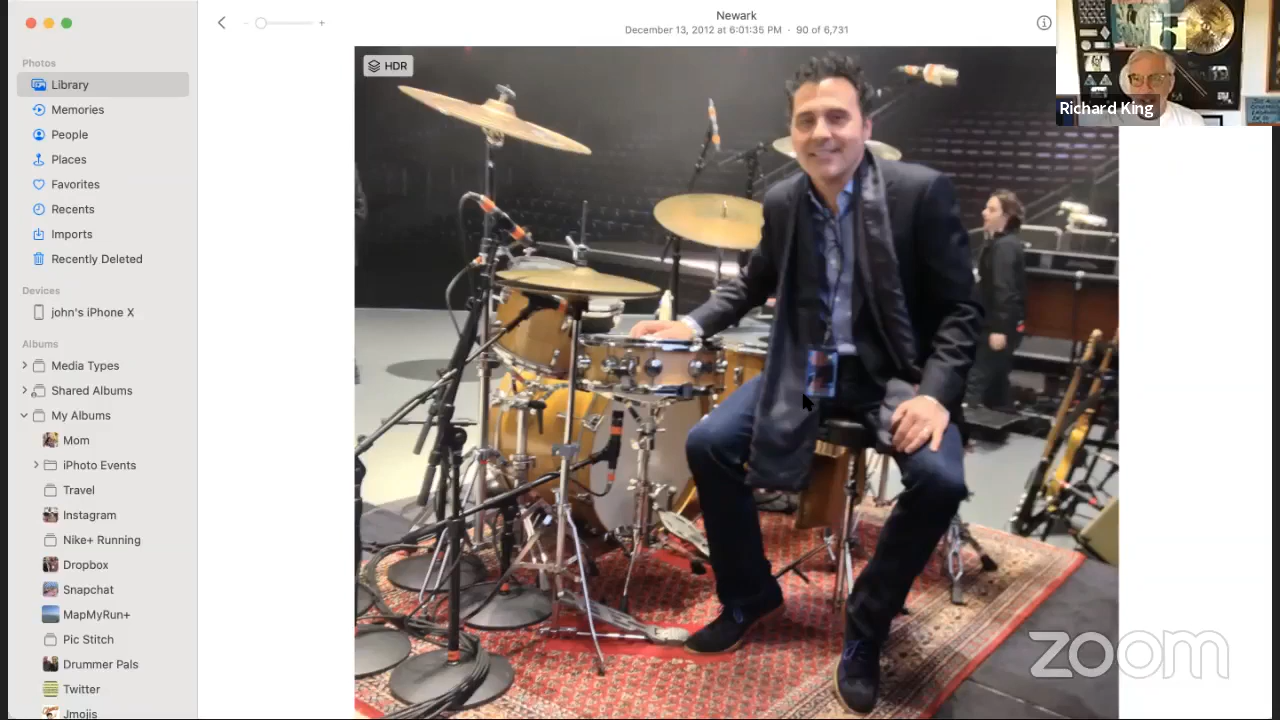 Newark
December 13, 2012 at 6:01:35 PM · 90 of 6,731
HDR
Richard King
Photos
Library
Memories
People
Places
Favorites
Recents
Imports
Recently Deleted
Devices
john's iPhone X
Albums
Media Types
Shared Albums
My Albums
Mom
iPhoto Events
Travel
Instagram
Nike+ Running
Dropbox
Snapchat
MapMyRun+
Pic Stitch
Drummer Pals
Twitter
Jmojis
zoom